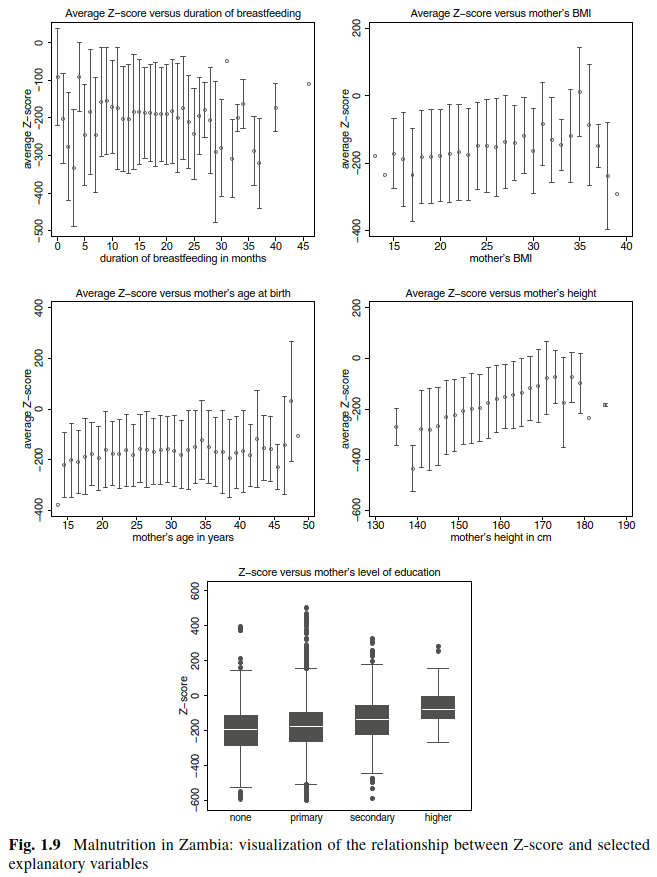 Average Z−score versus duration of breastfeeding
average Z−score
0
−100
−200
−300
−400
−500
0 5 10 15 20 25 30 35 40 45
duration of breastfeeding in months
Average Z−score versus mother's BMI
average Z−score
200
0
−200
−400
15 20 25 30 35 40
mother's BMI
Average Z−score versus mother's age at birth
average Z−score
400
200
0
−200
−400
15 20 25 30 35 40 45 50
mother's age in years
Average Z−score versus mother's height
average Z−score
200
0
−200
−400
−600
130 140 150 160 170 180 190
mother's height in cm
Z−score versus mother's level of education
Z−score
600
400
200
0
−200
−400
−600
none primary secondary higher
Fig. 1.9 Malnutrition in Zambia: visualization of the relationship between Z-score and selected
explanatory variables